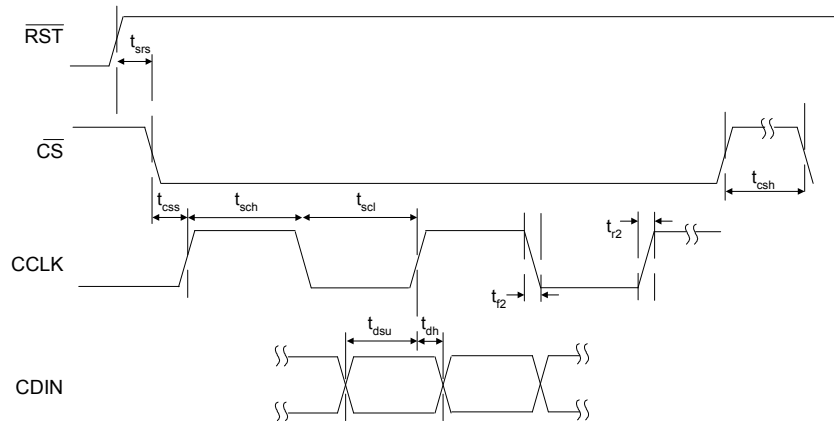 RST
t_srs
CS
t_csh
t_css t_sch t_scl
t_r2
CCLK
t_f2
t_dsu t_dh
CDIN